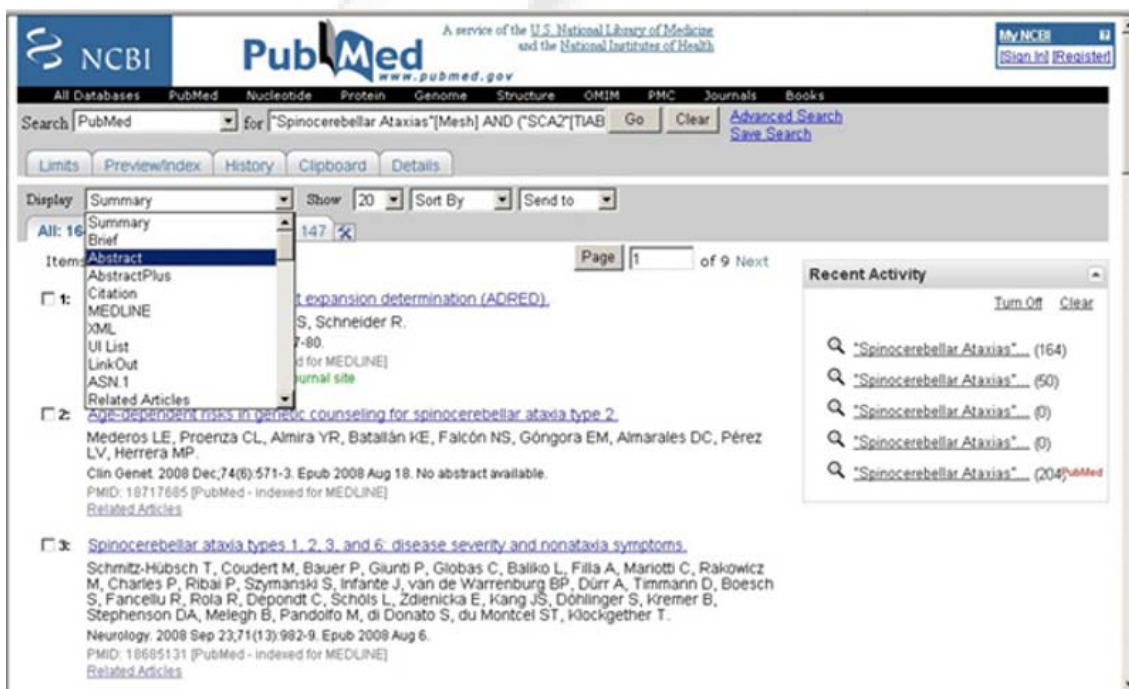 A service of the U.S. National Library of Medicine
and the National Institutes of Health
NCBI
PubMed
www.pubmed.gov
My NCBI
[Sign In] [Register]
All Databases PubMed Nucleotide Protein Genome Structure OMIM PMC Journals Books
Search PubMed for "Spinocerebellar Ataxias"[Mesh] AND ("SCA2"[TIAB Go Clear Advanced Search
Save Search
Limits Preview/Index History Clipboard Details
Display Summary Show 20 Sort By Send to
All: 16 147
Summary
Brief
Abstract
AbstractPlus
Citation
MEDLINE
XML
UI List
LinkOut
ASN.1
Related Articles
Items Page 1 of 9 Next
1: t expansion determination (ADRED).
S, Schneider R.
7-80.
d for MEDLINE]
urnal site
2: Age-dependent risks in genetic counseling for spinocerebellar ataxia type 2.
Mederos LE, Proenza CL, Almira YR, Batallán KE, Falcón NS, Góngora EM, Almarales DC, Pérez
LV, Herrera MP.
Clin Genet. 2008 Dec;74(6):571-3. Epub 2008 Aug 18. No abstract available.
PMID: 18717685 [PubMed - indexed for MEDLINE]
Related Articles
3: Spinocerebellar ataxia types 1, 2, 3, and 6: disease severity and nonataxia symptoms.
Schmitz-Hübsch T, Coudert M, Bauer P, Giunti P, Globas C, Baliko L, Filla A, Mariotti C, Rakowicz
M, Charles P, Ribai P, Szymanski S, Infante J, van de Warrenburg BP, Dürr A, Timmann D, Boesch
S, Fancellu R, Rola R, Depondt C, Schöls L, Zdienicka E, Kang JS, Döhlinger S, Kremer B,
Stephenson DA, Melegh B, Pandolfo M, di Donato S, du Montcel ST, Klockgether T.
Neurology. 2008 Sep 23;71(13):982-9. Epub 2008 Aug 6.
PMID: 18685131 [PubMed - indexed for MEDLINE]
Related Articles
Recent Activity
Turn Off Clear
"Spinocerebellar Ataxias"... (164)
"Spinocerebellar Ataxias"... (50)
"Spinocerebellar Ataxias"... (0)
"Spinocerebellar Ataxias"... (0)
"Spinocerebellar Ataxias"... (204) PubMed